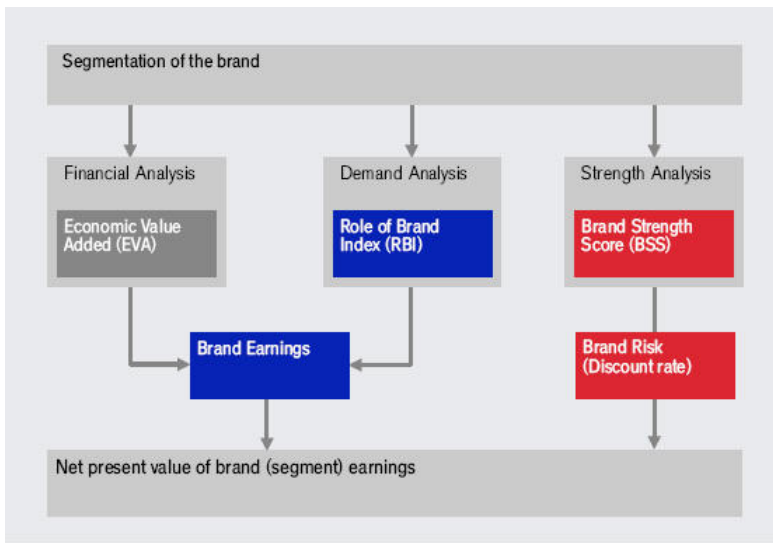 Segmentation of the brand
Financial Analysis
Economic Value
Added (EVA)
Demand Analysis
Role of Brand
Index (RBI)
Strength Analysis
Brand Strength
Score (BSS)
Brand Earnings
Brand Risk
(Discount rate)
Net present value of brand (segment) earnings